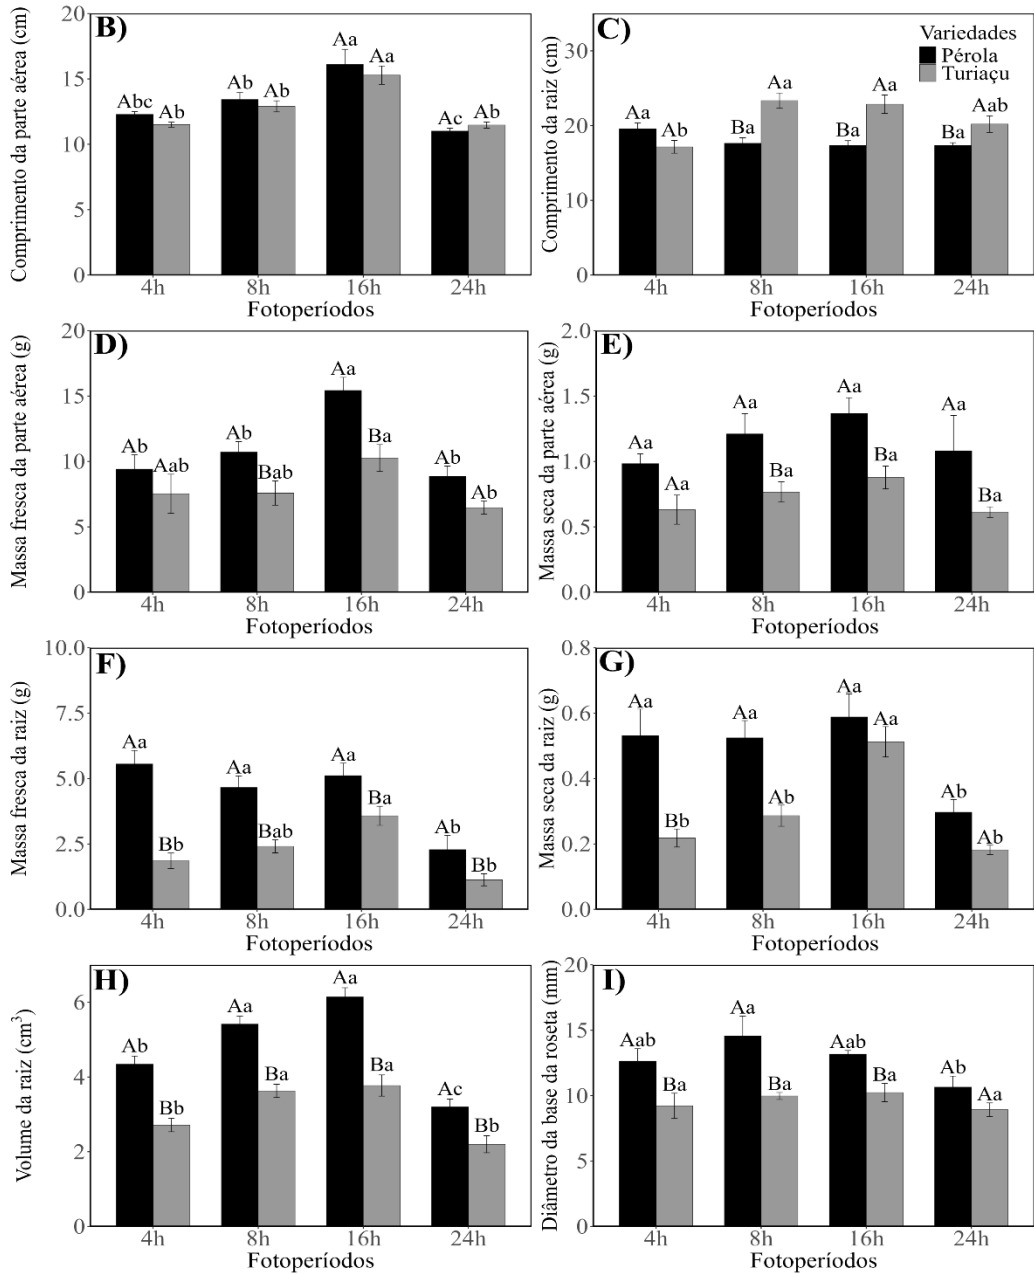 B)
Comprimento da parte aérea (cm)
20
15
10
5
0
Abc Ab
Ab Ab
Aa Aa
Ac Ab
4h 8h 16h 24h
Fotoperíodos
C)
Comprimento da raiz (cm)
30
20
10
0
Variedades
Pérola
Turiaçu
Aa Ab
Ba Aa
Ba Aa
Ba Aab
4h 8h 16h 24h
Fotoperíodos
D)
Massa fresca da parte aérea (g)
20
15
10
5
0
Ab Aab
Ab Bab
Aa Ba
Ab Ab
4h 8h 16h 24h
Fotoperíodos
E)
Massa seca da parte aérea (g)
2.0
1.5
1.0
0.5
0.0
Aa Aa
Aa Ba
Aa Ba
Aa Ba
4h 8h 16h 24h
Fotoperíodos
F)
Massa fresca da raiz (g)
10.0
7.5
5.0
2.5
0.0
Aa Bb
Aa Bab
Aa Ba
Ab Bb
4h 8h 16h 24h
Fotoperíodos
G)
Massa seca da raiz (g)
0.8
0.6
0.4
0.2
0.0
Aa Bb
Aa Ab
Aa Aa
Ab Ab
4h 8h 16h 24h
Fotoperíodos
H)
Volume da raiz (cm³)
6
4
2
0
Ab Bb
Aa Ba
Aa Ba
Ac Bb
4h 8h 16h 24h
Fotoperíodos
I)
Diâmetro da base da roseta (mm)
20
15
10
5
0
Aab Ba
Aa Ba
Aab Ba
Ab Aa
4h 8h 16h 24h
Fotoperíodos